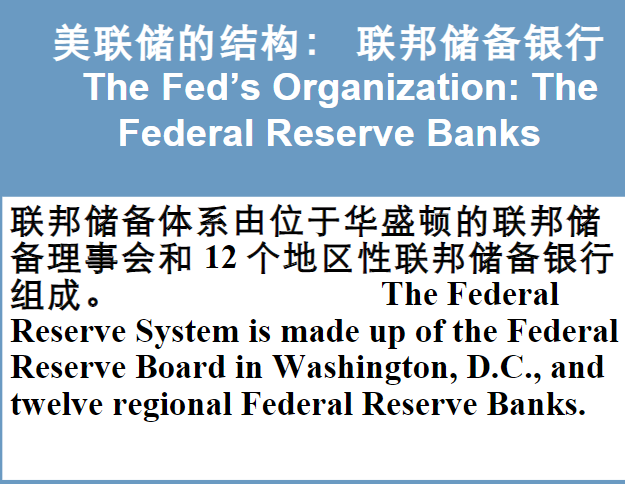 美联储的结构： 联邦储备银行
The Fed’s Organization: The
Federal Reserve Banks
联邦储备体系由位于华盛顿的联邦储
备理事会和 12 个地区性联邦储备银行
组成。 The Federal
Reserve System is made up of the Federal
Reserve Board in Washington, D.C., and
twelve regional Federal Reserve Banks.